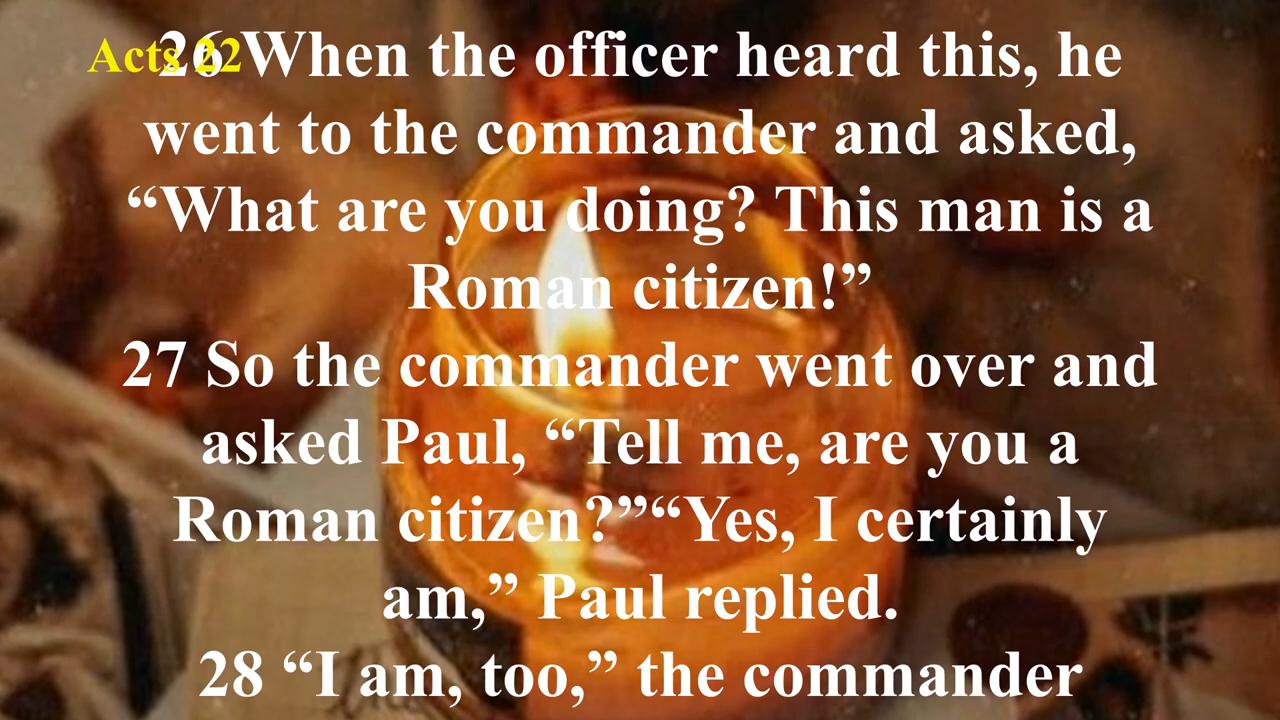 Acts 22
26 When the officer heard this, he
went to the commander and asked,
“What are you doing? This man is a
Roman citizen!”
27 So the commander went over and
asked Paul, “Tell me, are you a
Roman citizen?”“Yes, I certainly
am,” Paul replied.
28 “I am, too,” the commander